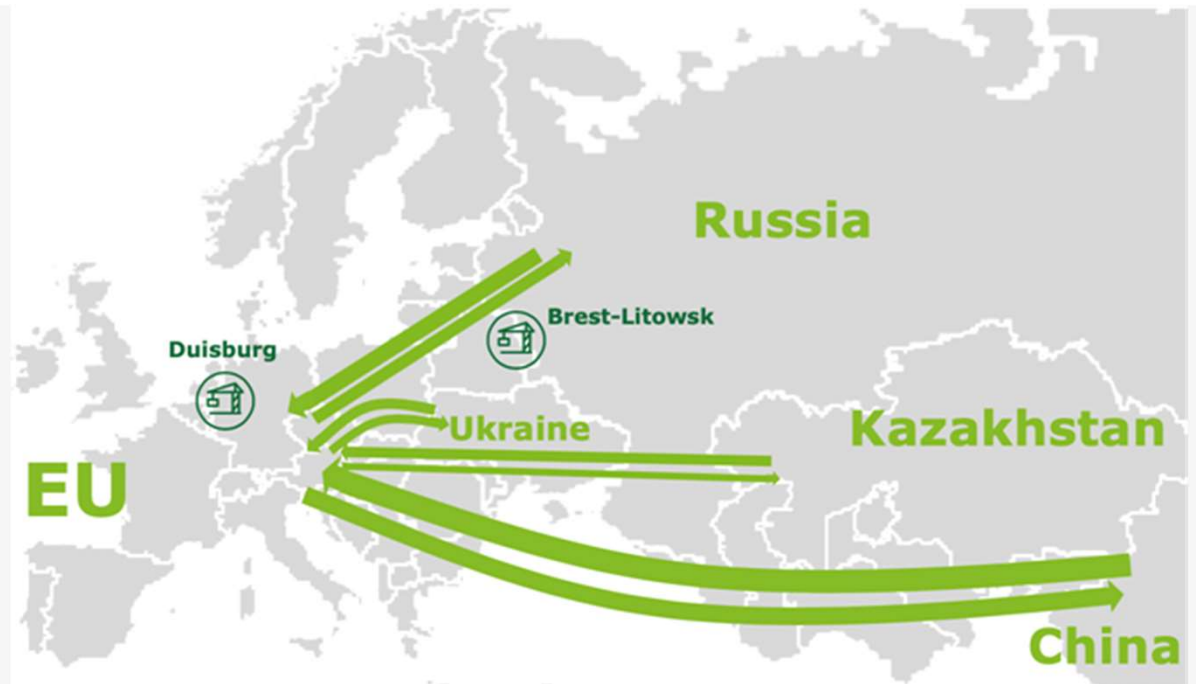 Russia
Brest-Litowsk
Duisburg
Ukraine
Kazakhstan
EU
China